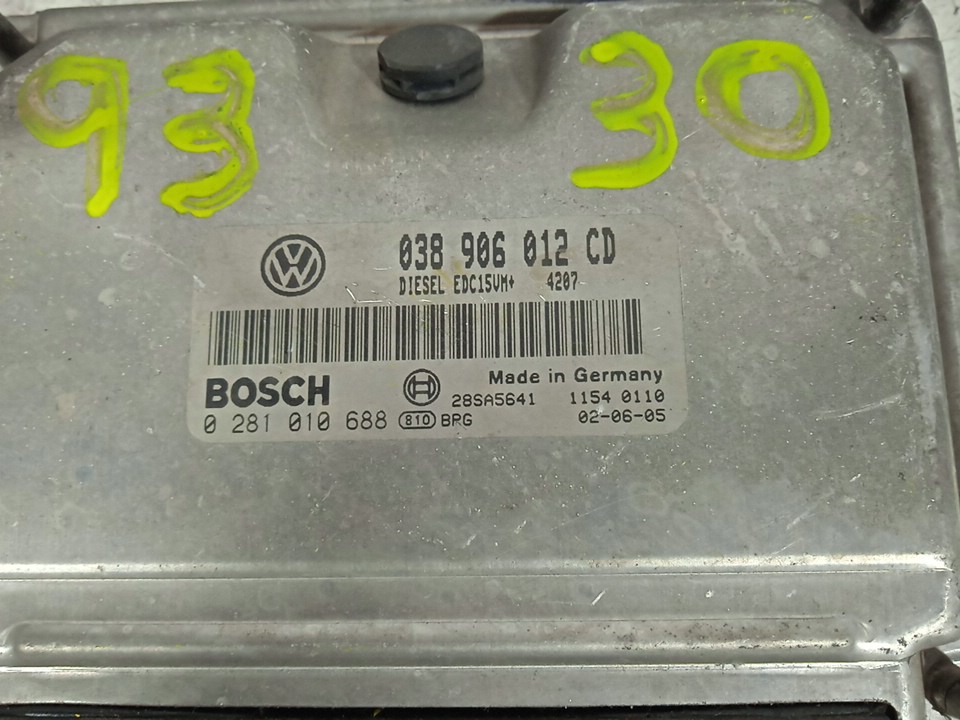 93 30
038 906 012 CD
DIESEL EDC15VM+ 4207
BOSCH
Made in Germany
28SA5641 1154 0110
0 281 010 688 810 BRG 02-06-05